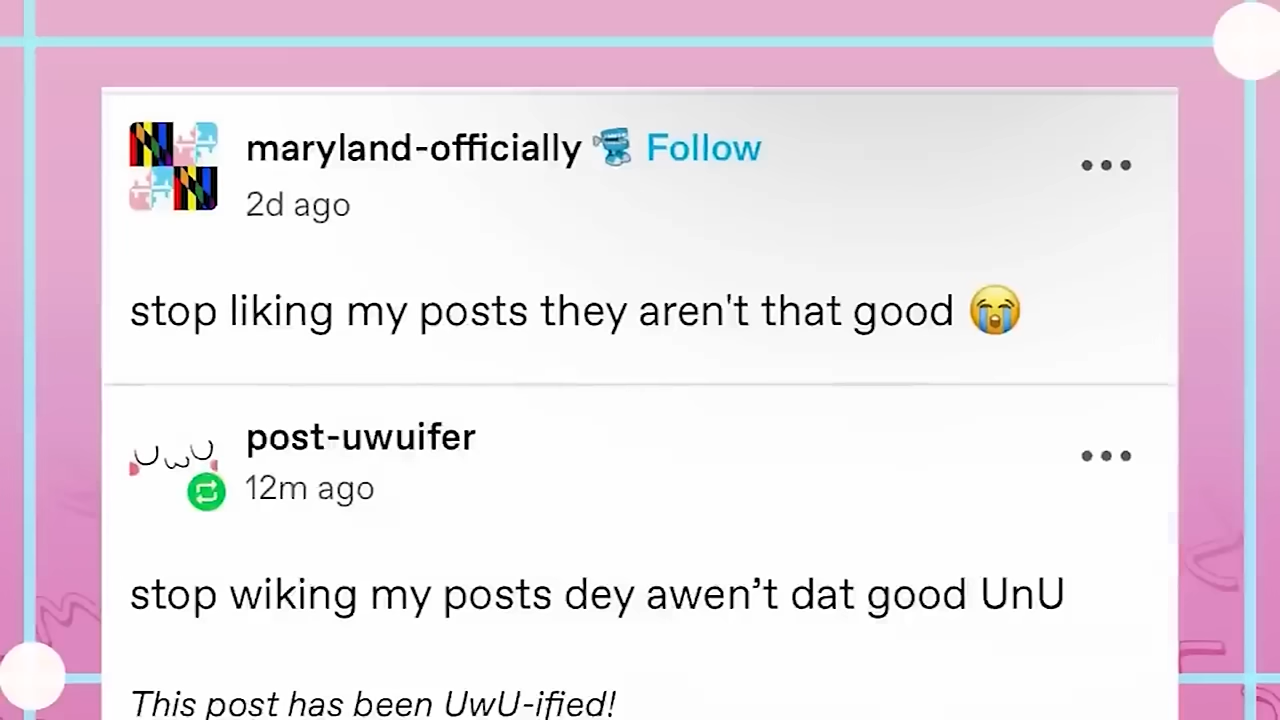 maryland-officially Follow
2d ago
stop liking my posts they aren't that good 😭
post-uwuifer
12m ago
stop wiking my posts dey awen’t dat good UnU
This post has been UwU-ified!